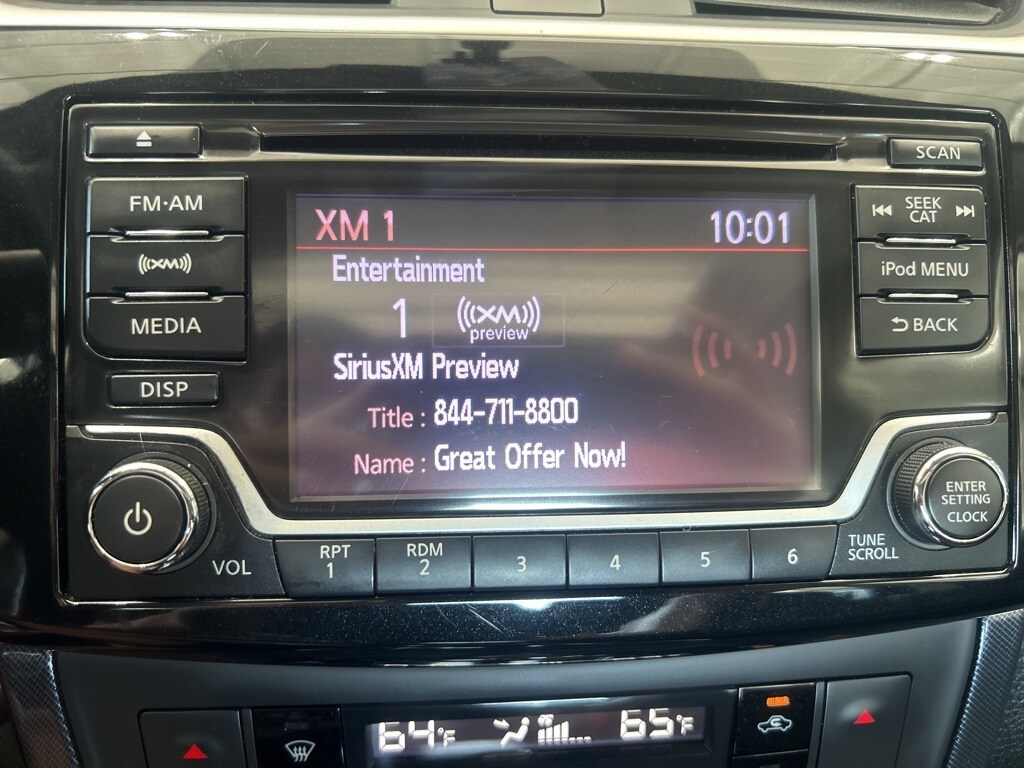 SCAN
FM·AM
SEEK
CAT
XM 1
10:01
XM
Entertainment
iPod MENU
1
XM
preview
MEDIA
BACK
SiriusXM Preview
DISP
Title : 844-711-8800
Name : Great Offer Now!
ENTER
SETTING
CLOCK
TUNE
SCROLL
VOL
RPT
1
RDM
2
3
4
5
6
64°F
65°F